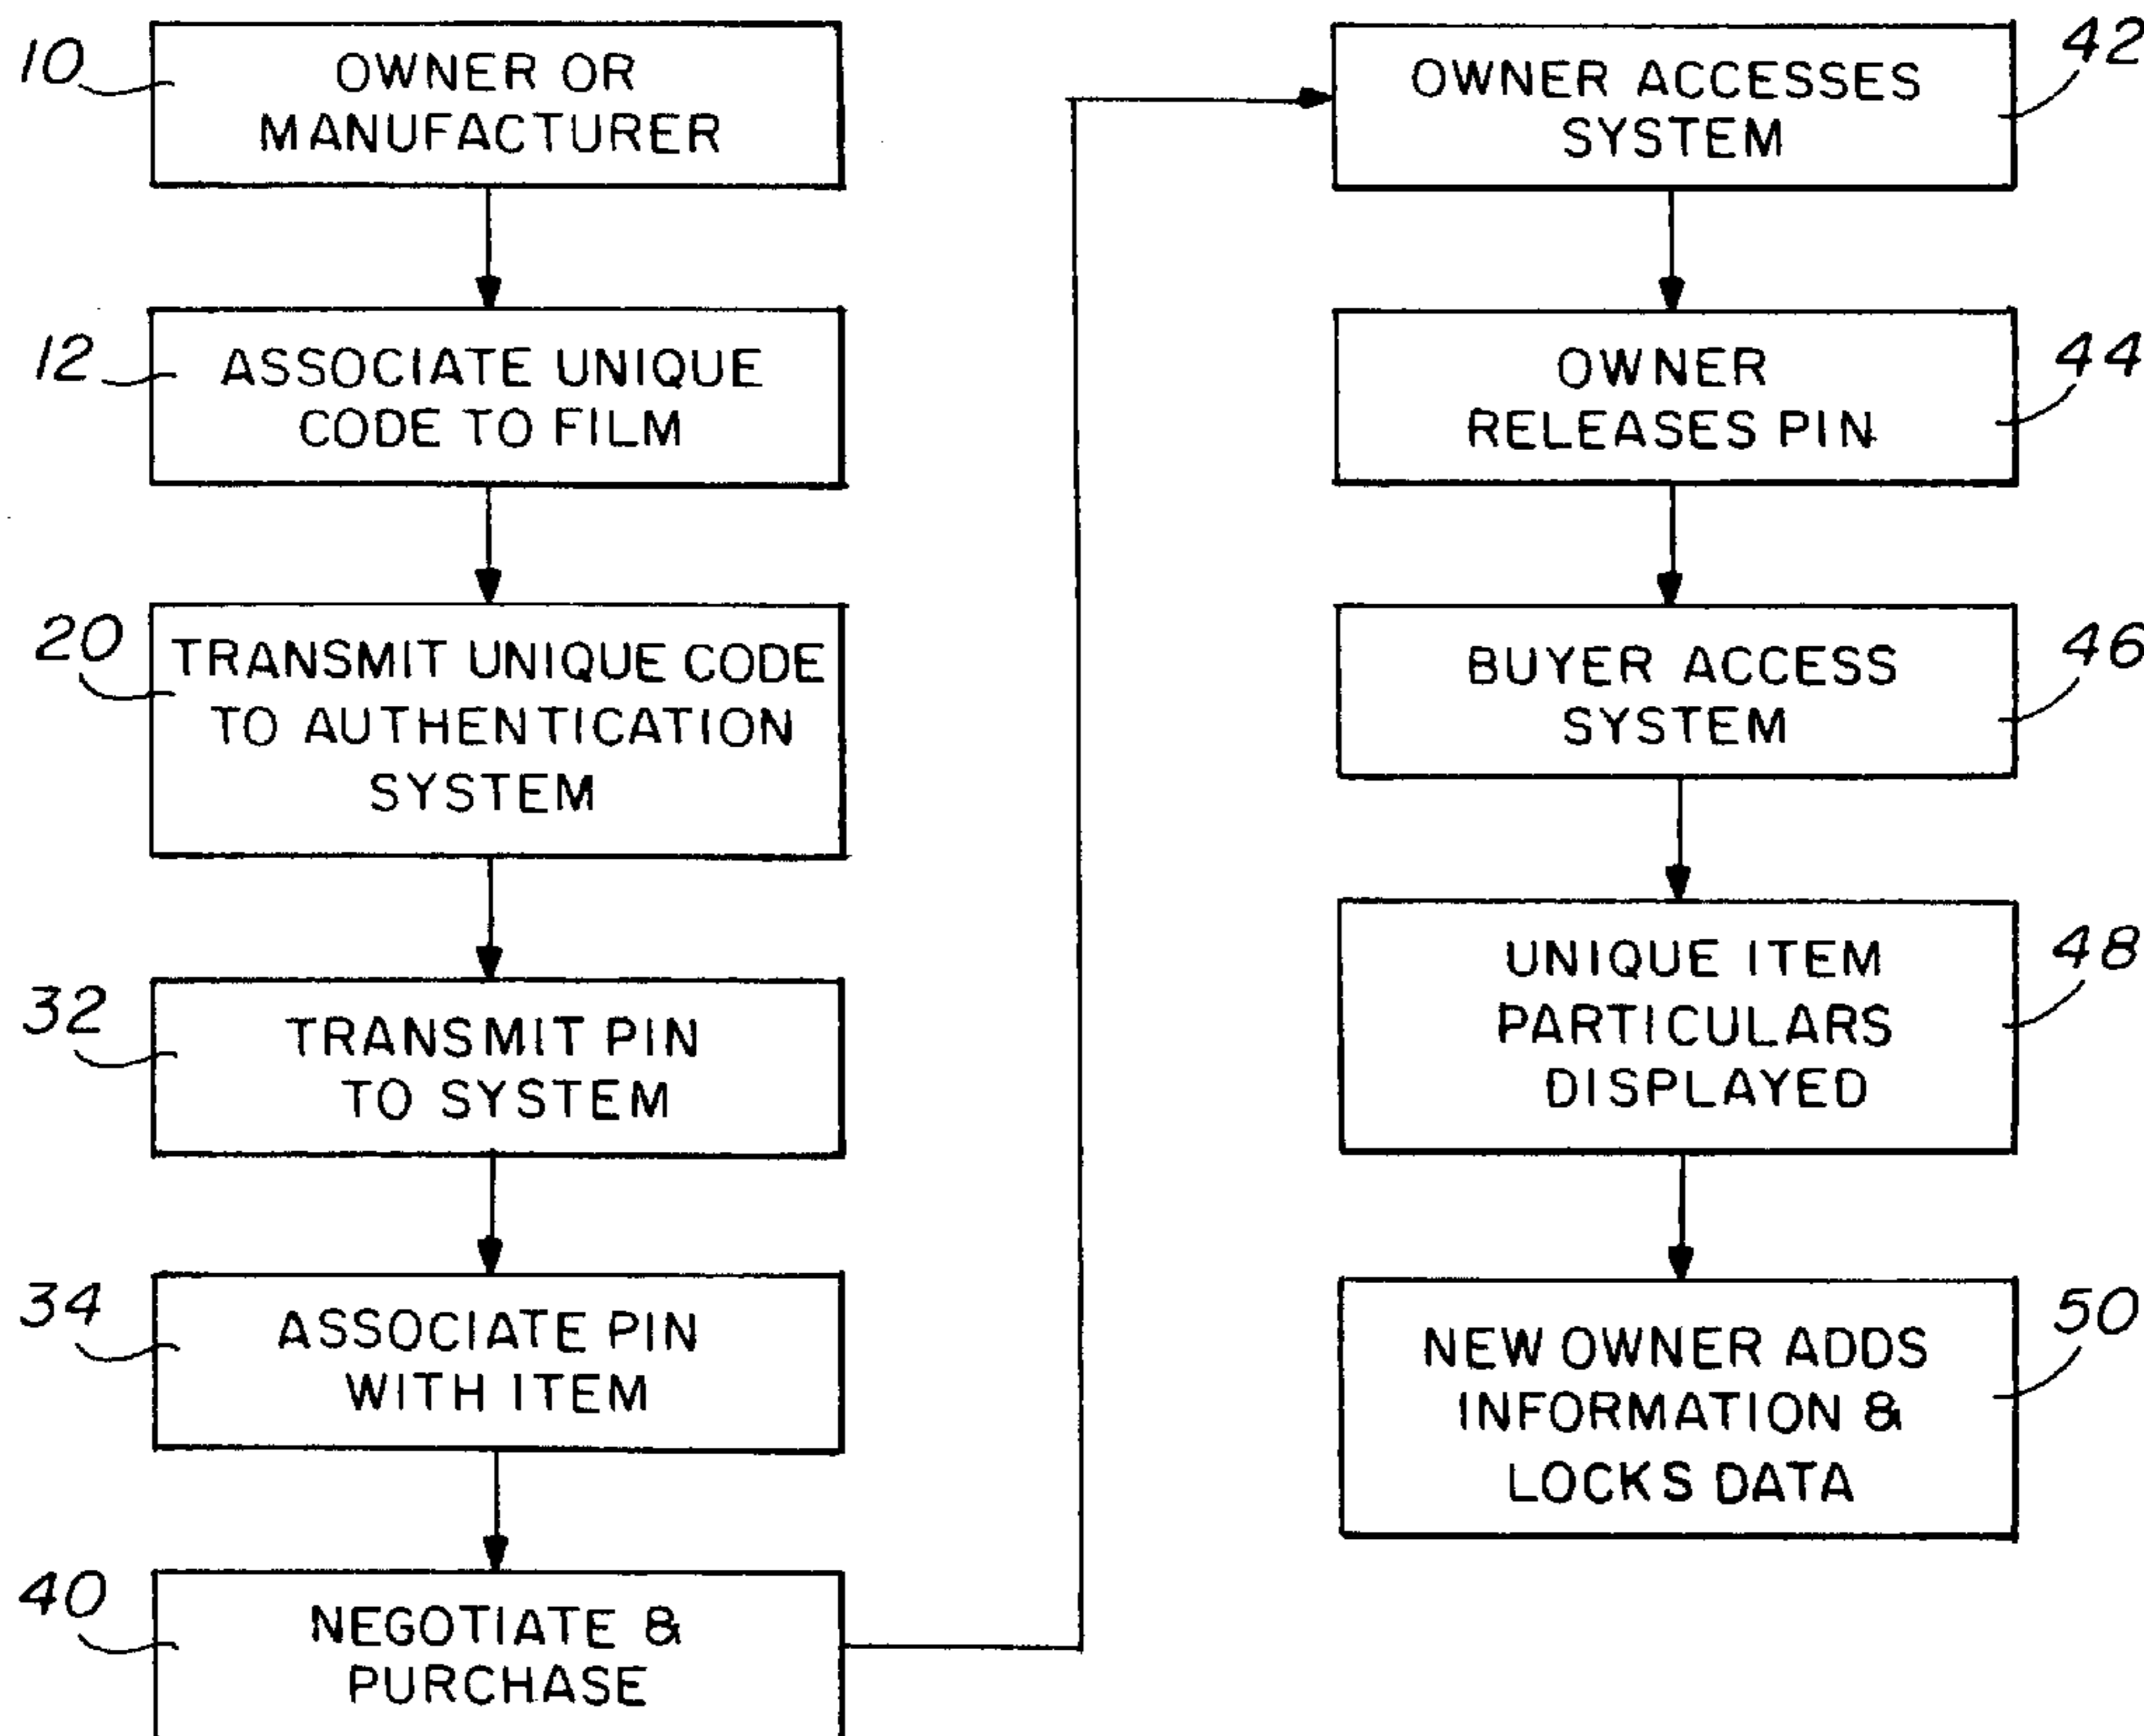 10
OWNER OR
MANUFACTURER
12
ASSOCIATE UNIQUE
CODE TO FILM
20
TRANSMIT UNIQUE CODE
TO AUTHENTICATION
SYSTEM
32
TRANSMIT PIN
TO SYSTEM
34
ASSOCIATE PIN
WITH ITEM
40
NEGOTIATE &
PURCHASE
42
OWNER ACCESSES
SYSTEM
44
OWNER
RELEASES PIN
46
BUYER ACCESS
SYSTEM
48
UNIQUE ITEM
PARTICULARS
DISPLAYED
50
NEW OWNER ADDS
INFORMATION &
LOCKS DATA